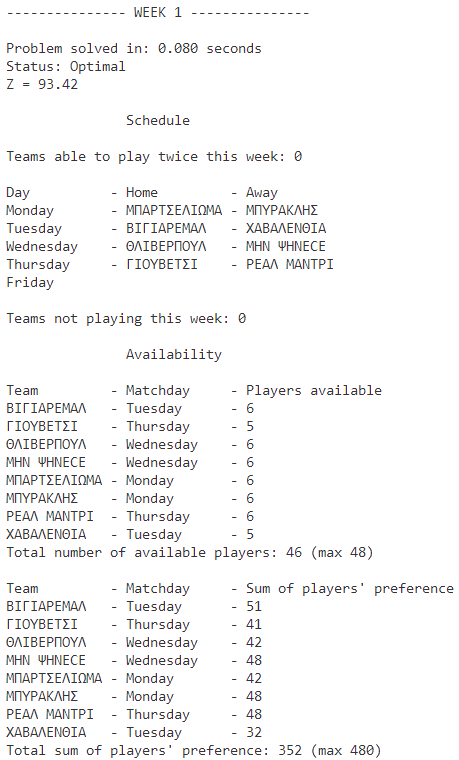 --------------- WEEK 1 ---------------
Problem solved in: 0.080 seconds
Status: Optimal
Z = 93.42
Schedule
Teams able to play twice this week: 0
Day - Home - Away
Monday - ΜΠΑΡΤΣΕΛΙΩΜΑ - ΜΠΥΡΑΚΛΗΣ
Tuesday - ΒΙΓΙΑΡΕΜΑΛ - ΧΑΒΑΛΕΝΘΙΑ
Wednesday - ΘΛΙΒΕΡΠΟΥΛ - ΜΗΝ ΨΗΝΕCΕ
Thursday - ΓΙΟΥΒΕΤΣΙ - ΡΕΑΛ ΜΑΝΤΡΙ
Friday
Teams not playing this week: 0
Availability
Team - Matchday - Players available
ΒΙΓΙΑΡΕΜΑΛ - Tuesday - 6
ΓΙΟΥΒΕΤΣΙ - Thursday - 5
ΘΛΙΒΕΡΠΟΥΛ - Wednesday - 6
ΜΗΝ ΨΗΝΕCΕ - Wednesday - 6
ΜΠΑΡΤΣΕΛΙΩΜΑ - Monday - 6
ΜΠΥΡΑΚΛΗΣ - Monday - 6
ΡΕΑΛ ΜΑΝΤΡΙ - Thursday - 6
ΧΑΒΑΛΕΝΘΙΑ - Tuesday - 5
Total number of available players: 46 (max 48)
Team - Matchday - Sum of players' preference
ΒΙΓΙΑΡΕΜΑΛ - Tuesday - 51
ΓΙΟΥΒΕΤΣΙ - Thursday - 41
ΘΛΙΒΕΡΠΟΥΛ - Wednesday - 42
ΜΗΝ ΨΗΝΕCΕ - Wednesday - 48
ΜΠΑΡΤΣΕΛΙΩΜΑ - Monday - 42
ΜΠΥΡΑΚΛΗΣ - Monday - 48
ΡΕΑΛ ΜΑΝΤΡΙ - Thursday - 48
ΧΑΒΑΛΕΝΘΙΑ - Tuesday - 32
Total sum of players' preference: 352 (max 480)